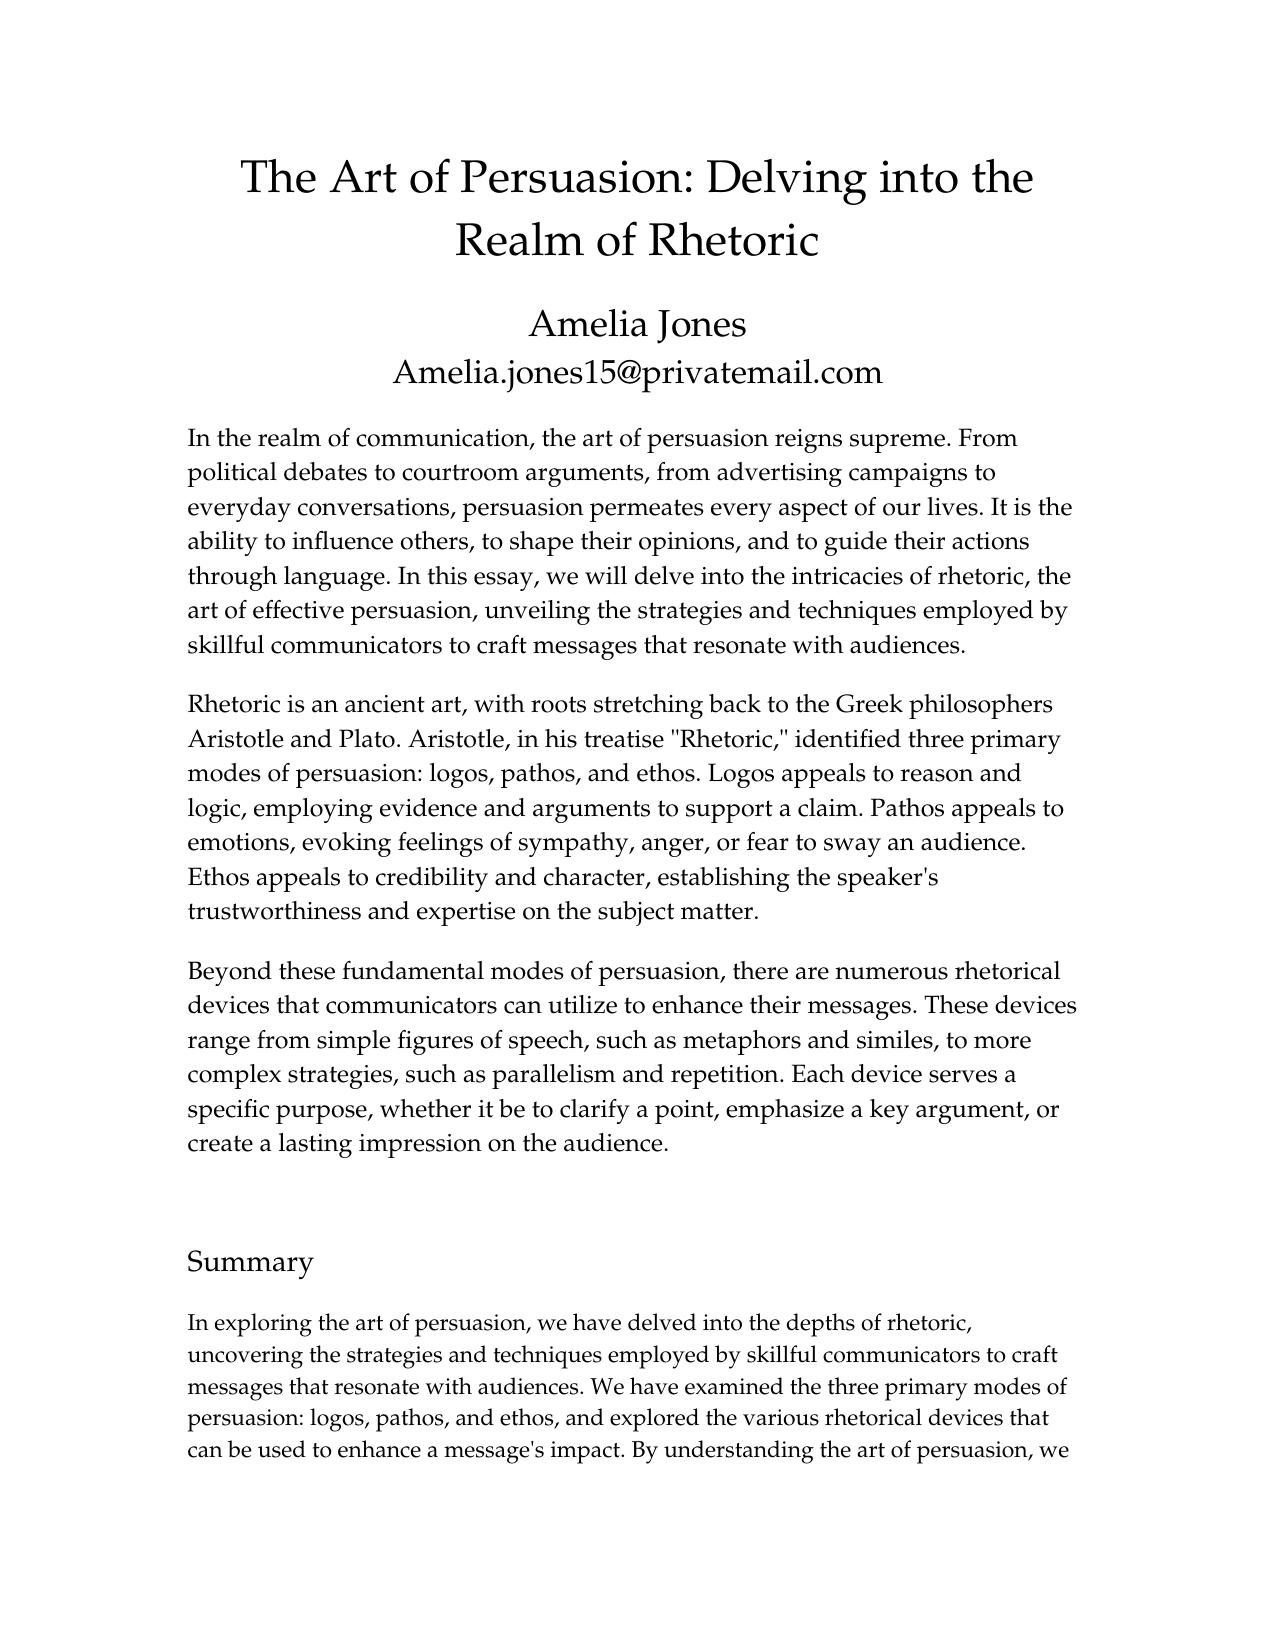 The Art of Persuasion: Delving into the
Realm of Rhetoric
Amelia Jones
Amelia.jones15@privatemail.com
In the realm of communication, the art of persuasion reigns supreme. From
political debates to courtroom arguments, from advertising campaigns to
everyday conversations, persuasion permeates every aspect of our lives. It is the
ability to influence others, to shape their opinions, and to guide their actions
through language. In this essay, we will delve into the intricacies of rhetoric, the
art of effective persuasion, unveiling the strategies and techniques employed by
skillful communicators to craft messages that resonate with audiences.
Rhetoric is an ancient art, with roots stretching back to the Greek philosophers
Aristotle and Plato. Aristotle, in his treatise "Rhetoric," identified three primary
modes of persuasion: logos, pathos, and ethos. Logos appeals to reason and
logic, employing evidence and arguments to support a claim. Pathos appeals to
emotions, evoking feelings of sympathy, anger, or fear to sway an audience.
Ethos appeals to credibility and character, establishing the speaker's
trustworthiness and expertise on the subject matter.
Beyond these fundamental modes of persuasion, there are numerous rhetorical
devices that communicators can utilize to enhance their messages. These devices
range from simple figures of speech, such as metaphors and similes, to more
complex strategies, such as parallelism and repetition. Each device serves a
specific purpose, whether it be to clarify a point, emphasize a key argument, or
create a lasting impression on the audience.
Summary
In exploring the art of persuasion, we have delved into the depths of rhetoric,
uncovering the strategies and techniques employed by skillful communicators to craft
messages that resonate with audiences. We have examined the three primary modes of
persuasion: logos, pathos, and ethos, and explored the various rhetorical devices that
can be used to enhance a message's impact. By understanding the art of persuasion, we